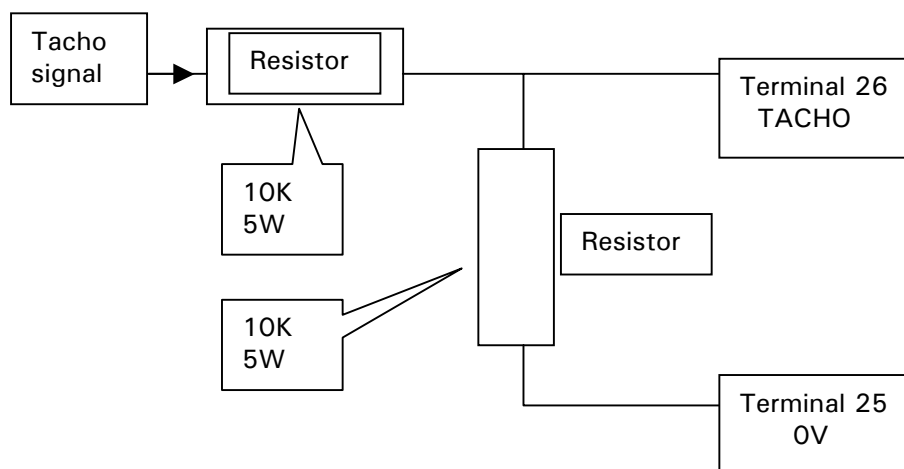 Tacho
signal
Resistor
Terminal 26
TACHO
10K
5W
Resistor
10K
5W
Terminal 25
0V